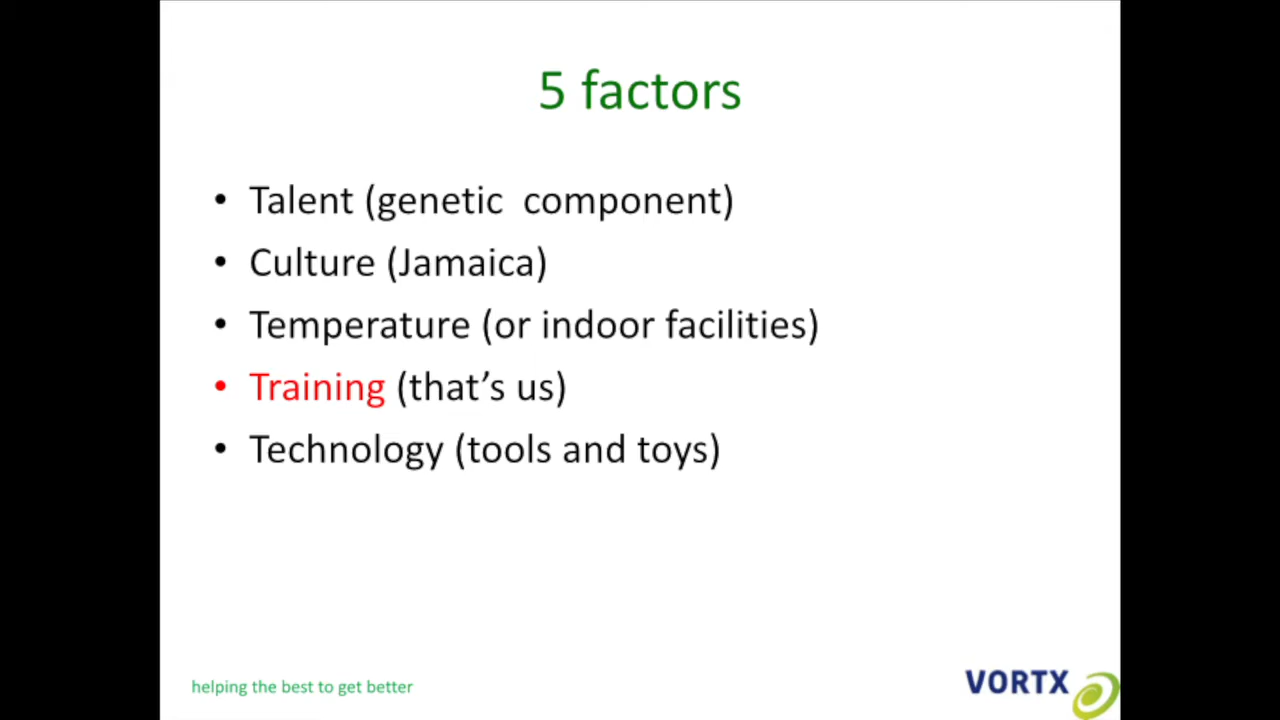 5 factors
• Talent (genetic  component)
• Culture (Jamaica)
• Temperature (or indoor facilities)
• Training (that’s us)
• Technology (tools and toys)
helping the best to get better
VORTX